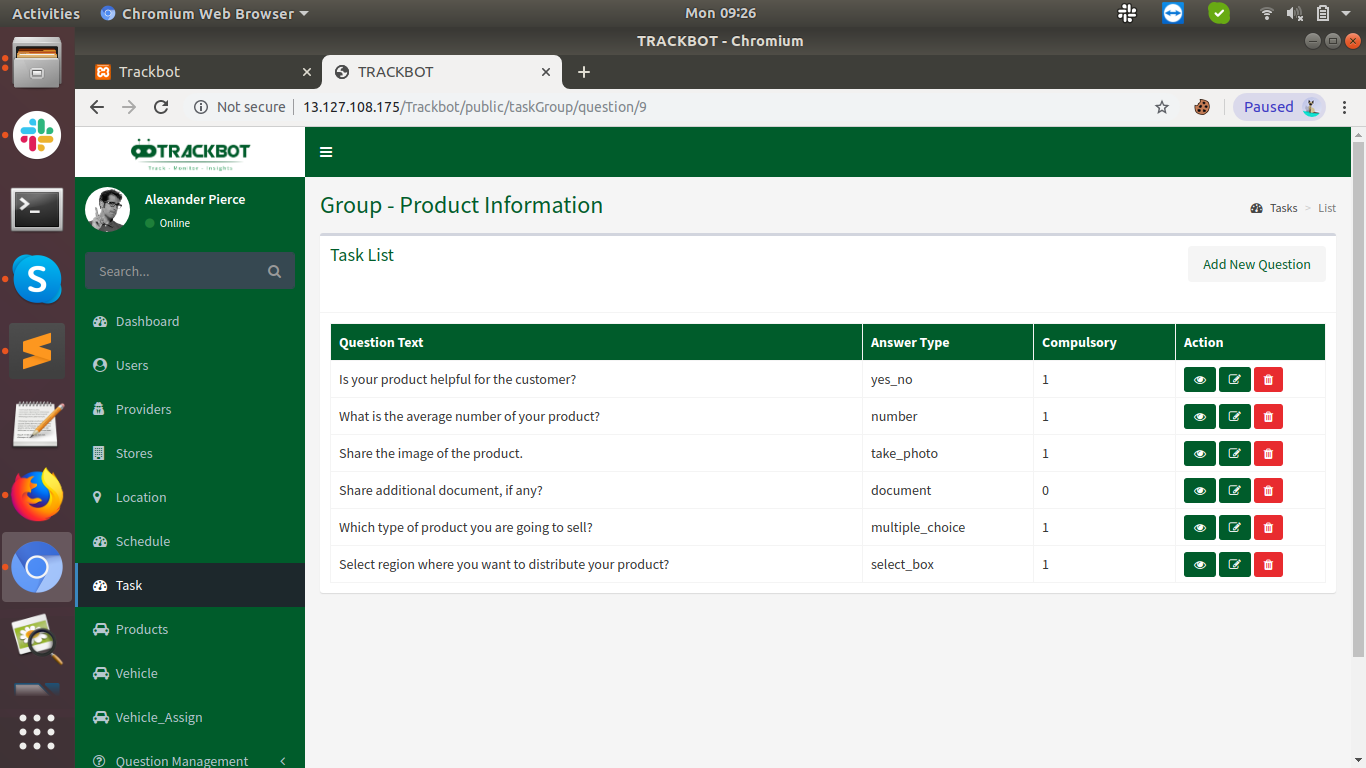 Activities Chromium Web Browser Mon 09:26
TRACKBOT - Chromium
Trackbot TRACKBOT
Not secure 13.127.108.175/Trackbot/public/taskGroup/question/9 Paused
TRACKBOT
Track - Monitor - Insights
Alexander Pierce
Online
Search...
Dashboard
Users
Providers
Stores
Location
Schedule
Task
Products
Vehicle
Vehicle_Assign
Question Management
Group - Product Information
Tasks > List
Task List
Add New Question
Question Text Answer Type Compulsory Action
Is your product helpful for the customer? yes_no 1
What is the average number of your product? number 1
Share the image of the product. take_photo 1
Share additional document, if any? document 0
Which type of product you are going to sell? multiple_choice 1
Select region where you want to distribute your product? select_box 1